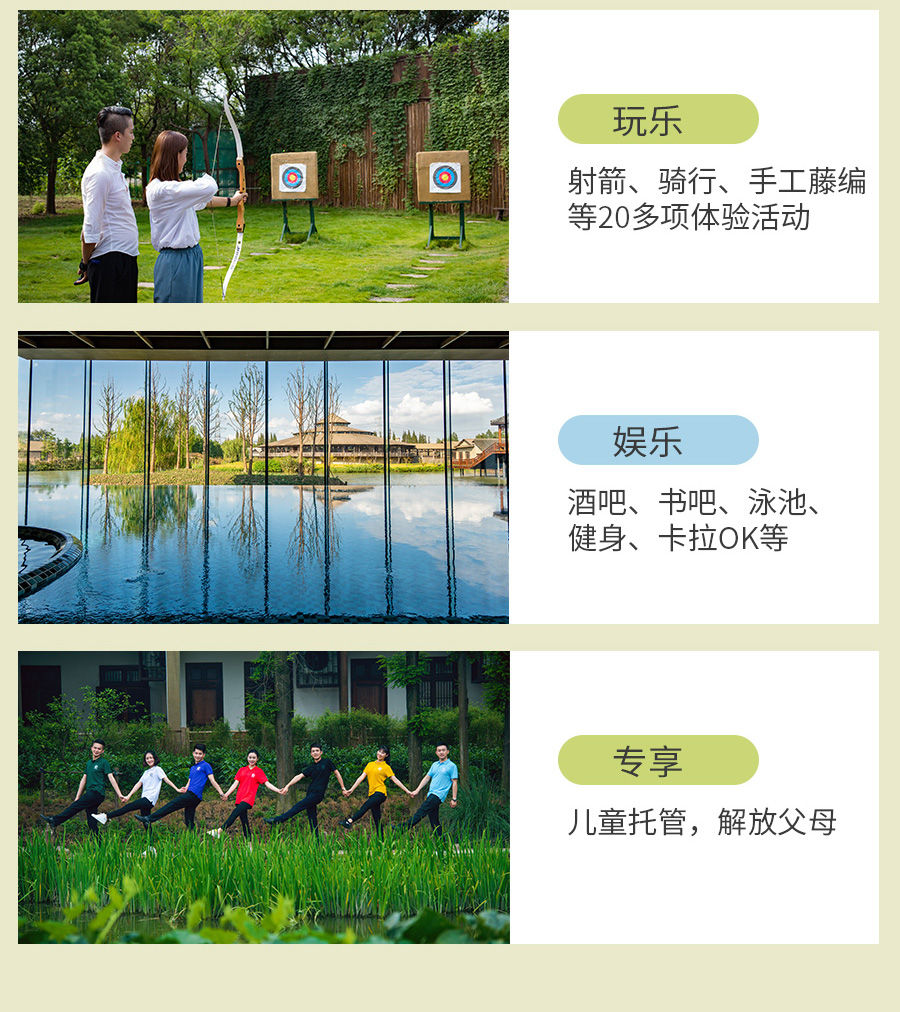 玩乐
射箭、骑行、手工藤编
等20多项体验活动
娱乐
酒吧、书吧、泳池、
健身、卡拉OK等
专享
儿童托管，解放父母